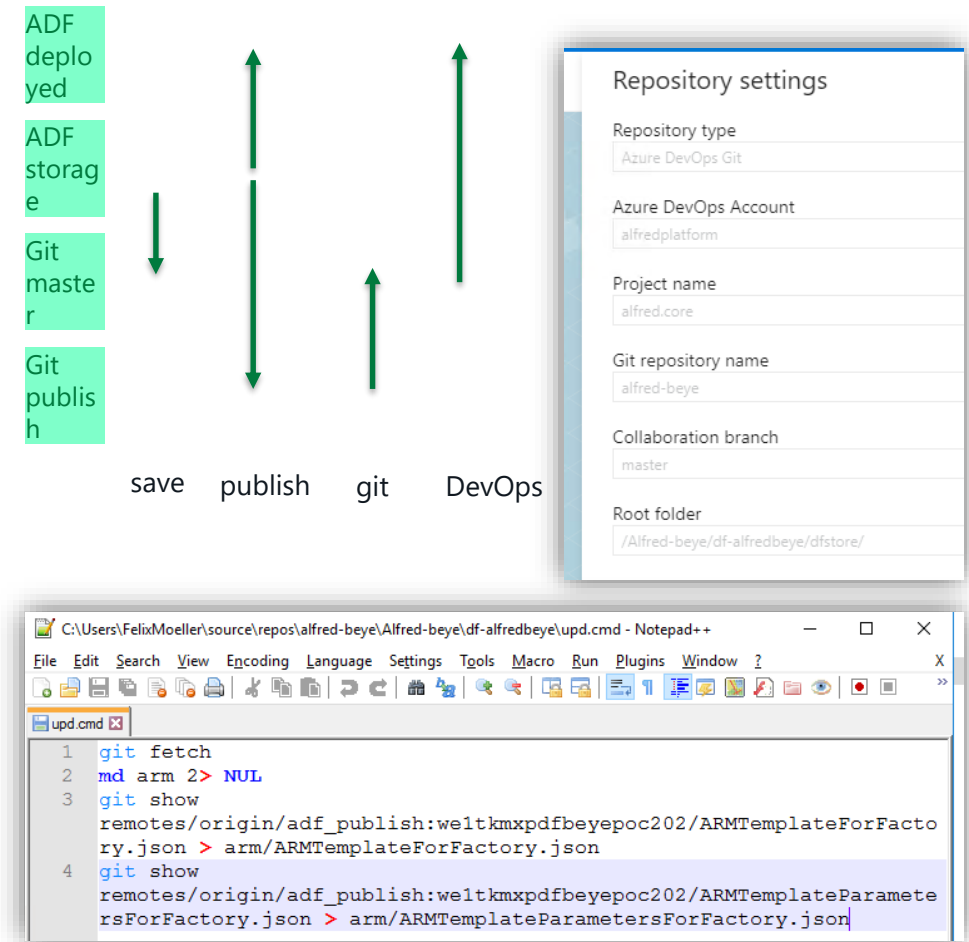 ADF
deplo
yed
ADF
storag
e
Git
maste
r
Git
publis
h
save publish git DevOps
Repository settings
Repository type
Azure DevOps Git
Azure DevOps Account
alfredplatform
Project name
alfred.core
Git repository name
alfred-beye
Collaboration branch
master
Root folder
/Alfred-beye/df-alfredbeye/dfstore/
C:\Users\FelixMoeller\source\repos\alfred-beye\Alfred-beye\df-alfredbeye\upd.cmd - Notepad++
File Edit Search View Encoding Language Settings Tools Macro Run Plugins Window ? X
upd.cmd
1 git fetch
2 md arm 2> NUL
3 git show
remotes/origin/adf_publish:we1tkmxpdfbeyepoc202/ARMTemplateForFacto
ry.json > arm/ARMTemplateForFactory.json
4 git show
remotes/origin/adf_publish:we1tkmxpdfbeyepoc202/ARMTemplateParamete
rsForFactory.json > arm/ARMTemplateParametersForFactory.json